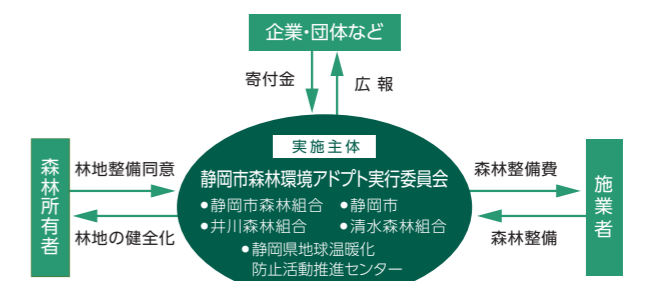 企業・団体など
寄付金
広報
実施主体
静岡市森林環境アドプト実行委員会
●静岡市森林組合 ●静岡市
●井川森林組合 ●清水森林組合
●静岡県地球温暖化
防止活動推進センター
森林所有者
林地整備同意
林地の健全化
森林整備費
森林整備
施業者